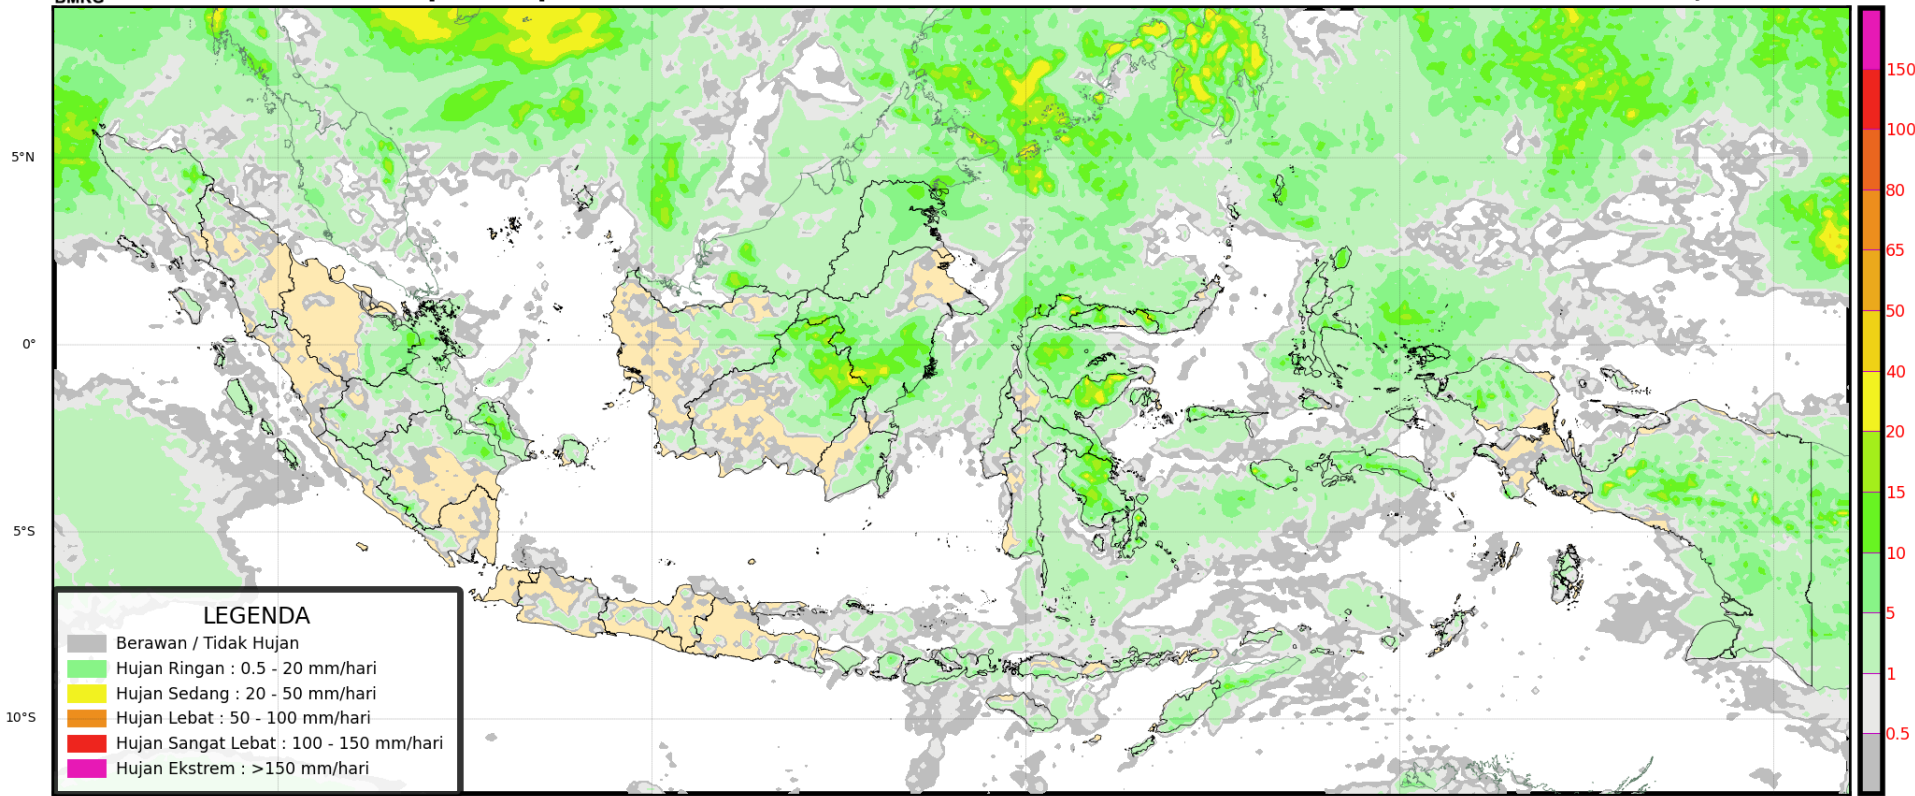 BMKG
5°N
0°
5°S
10°S
LEGENDA
Berawan / Tidak Hujan
Hujan Ringan : 0.5 - 20 mm/hari
Hujan Sedang : 20 - 50 mm/hari
Hujan Lebat : 50 - 100 mm/hari
Hujan Sangat Lebat : 100 - 150 mm/hari
Hujan Ekstrem : >150 mm/hari
150
100
80
65
50
40
20
15
10
5
1
0.5